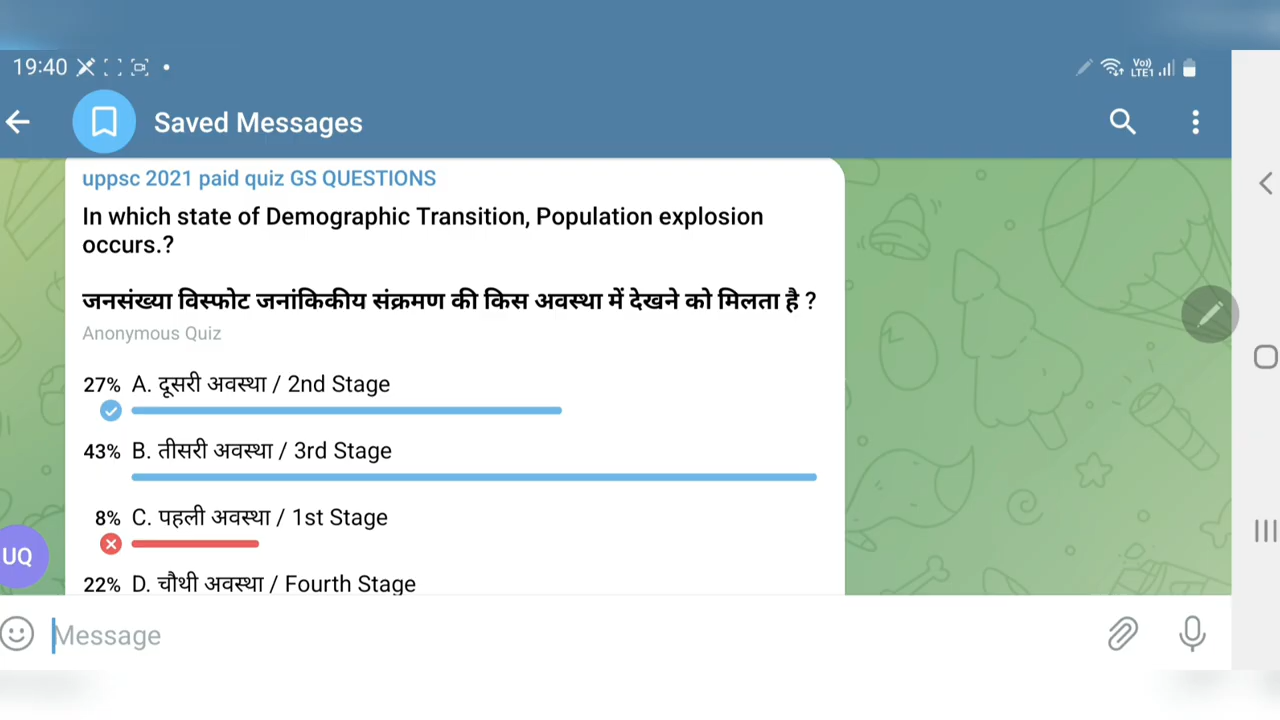 19:40
Vo))
LTE1
Saved Messages
uppsc 2021 paid quiz GS QUESTIONS
In which state of Demographic Transition, Population explosion
occurs.?
जनसंख्या विस्फोट जनांकिकीय संक्रमण की किस अवस्था में देखने को मिलता है ?
Anonymous Quiz
27% A. दूसरी अवस्था / 2nd Stage
43% B. तीसरी अवस्था / 3rd Stage
8% C. पहली अवस्था / 1st Stage
UQ
22% D. चौथी अवस्था / Fourth Stage
Message